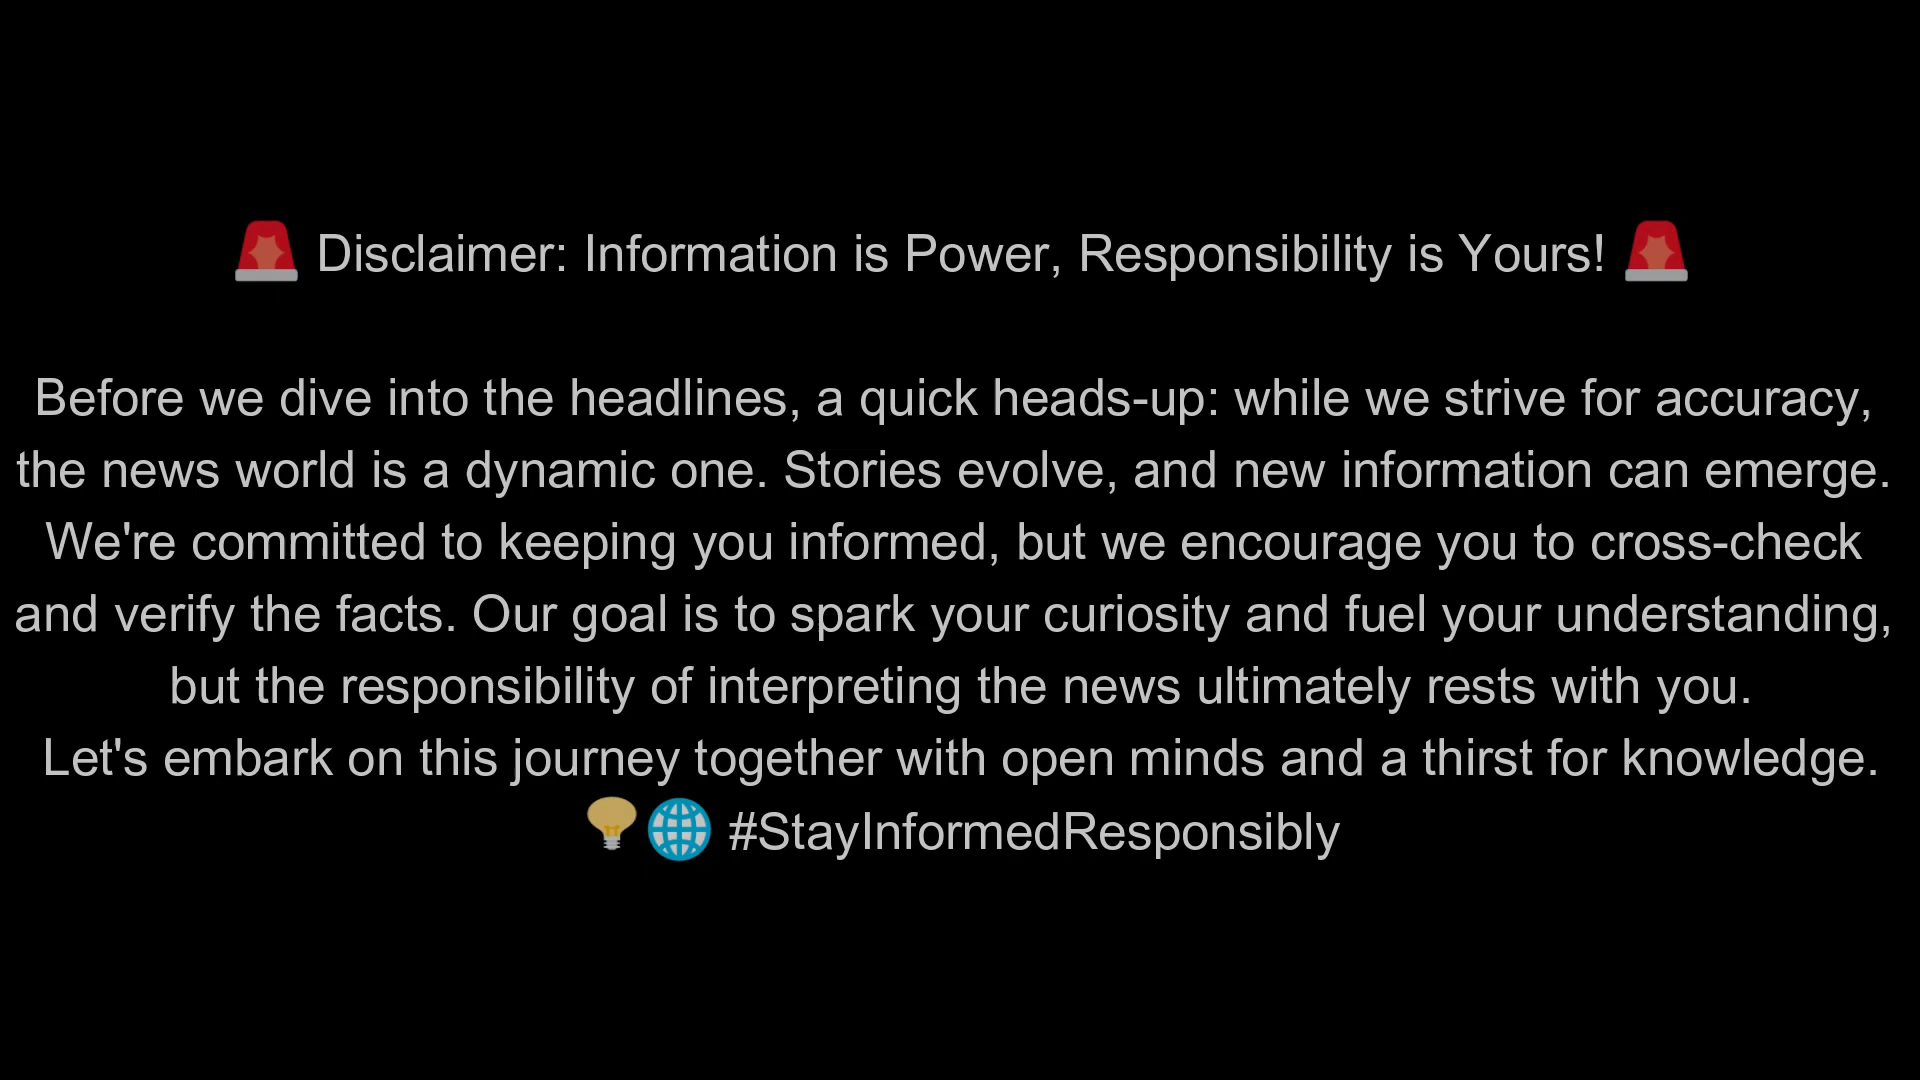 🚨 Disclaimer: Information is Power, Responsibility is Yours! 🚨
Before we dive into the headlines, a quick heads-up: while we strive for accuracy,
the news world is a dynamic one. Stories evolve, and new information can emerge.
We're committed to keeping you informed, but we encourage you to cross-check
and verify the facts. Our goal is to spark your curiosity and fuel your understanding,
but the responsibility of interpreting the news ultimately rests with you.
Let's embark on this journey together with open minds and a thirst for knowledge.
💡🌐 #StayInformedResponsibly